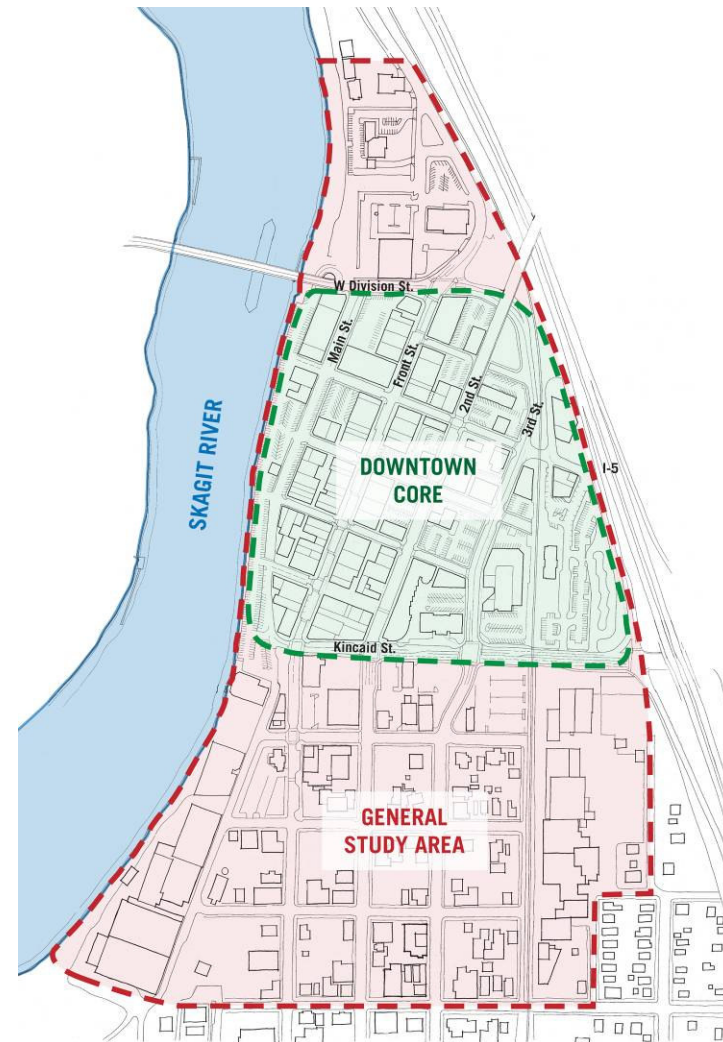 W Division St.
Main St.
Front St.
2nd St.
3rd St.
I-5
SKAGIT RIVER
DOWNTOWN
CORE
Kincaid St.
GENERAL
STUDY AREA